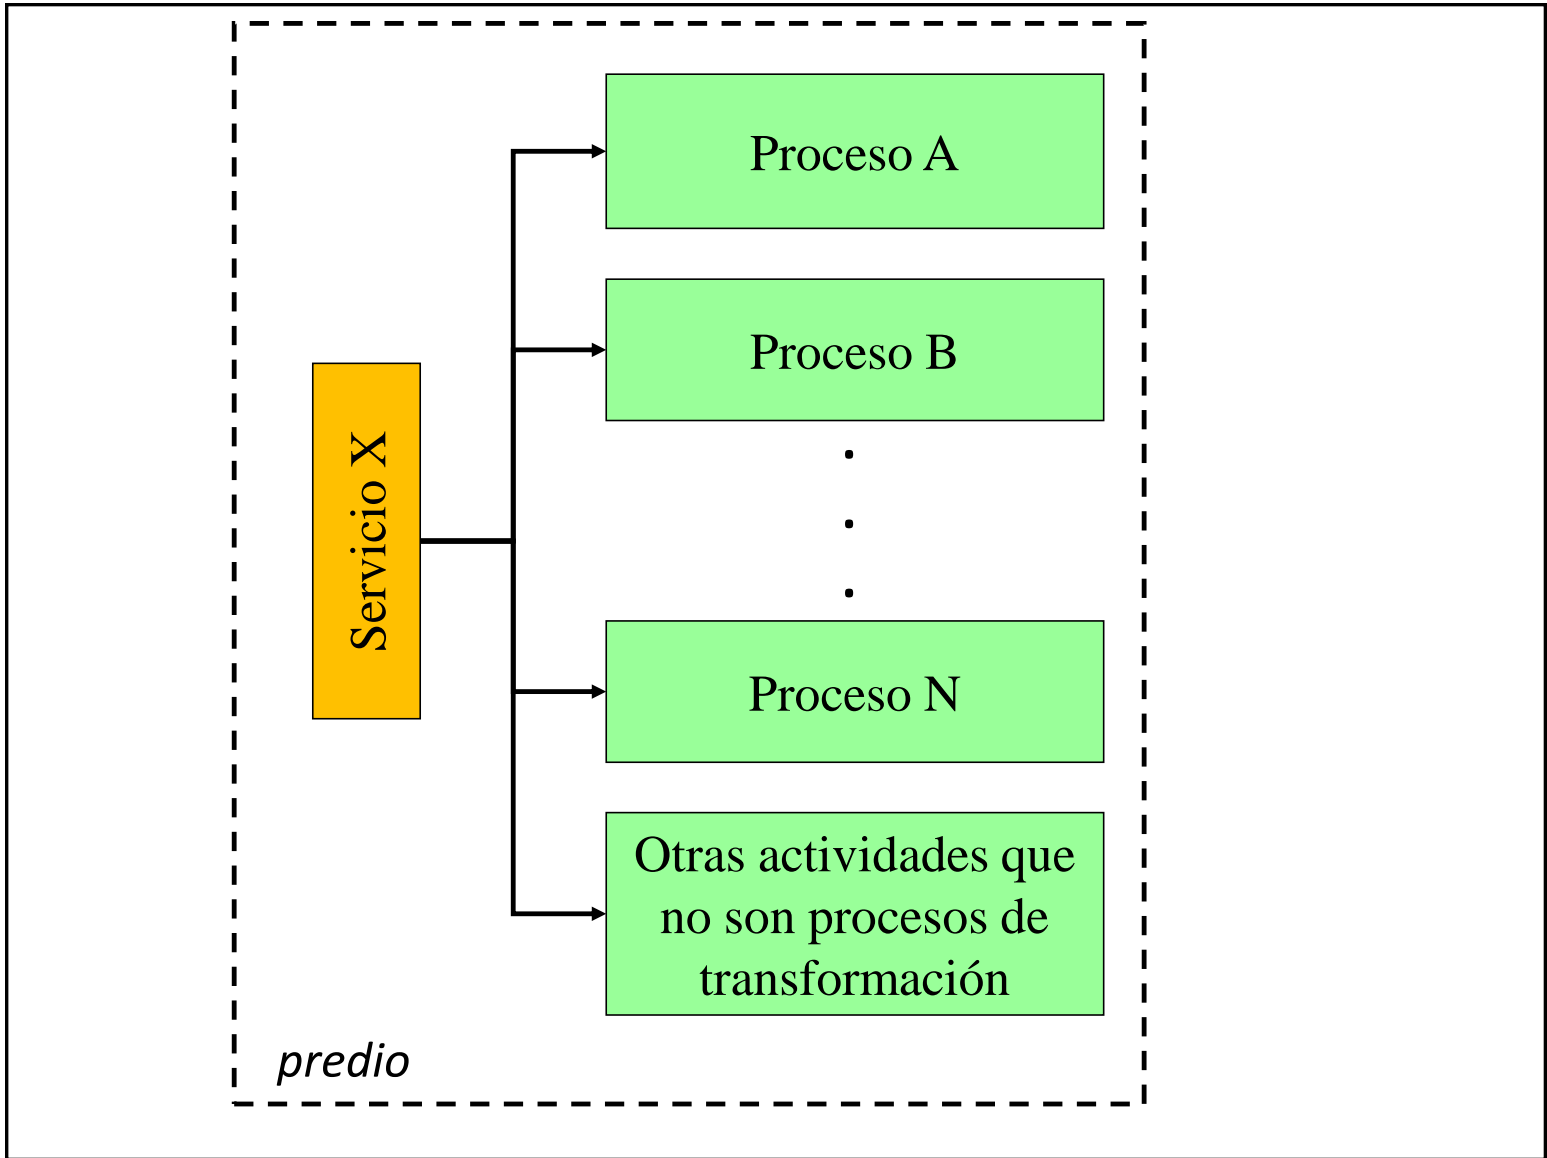 Proceso A
Proceso B
Servicio X
.
.
.
Proceso N
Otras actividades que
no son procesos de
transformación
predio